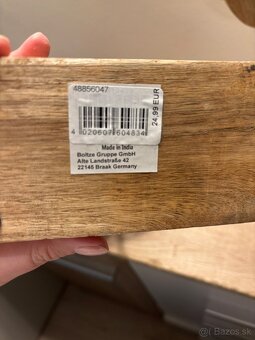 48856047
24,99 EUR
4 020607 604834
Made in India
Boltze Gruppe GmbH
Alte Landstraße 42
22145 Braak Germany
© Bazos.sk